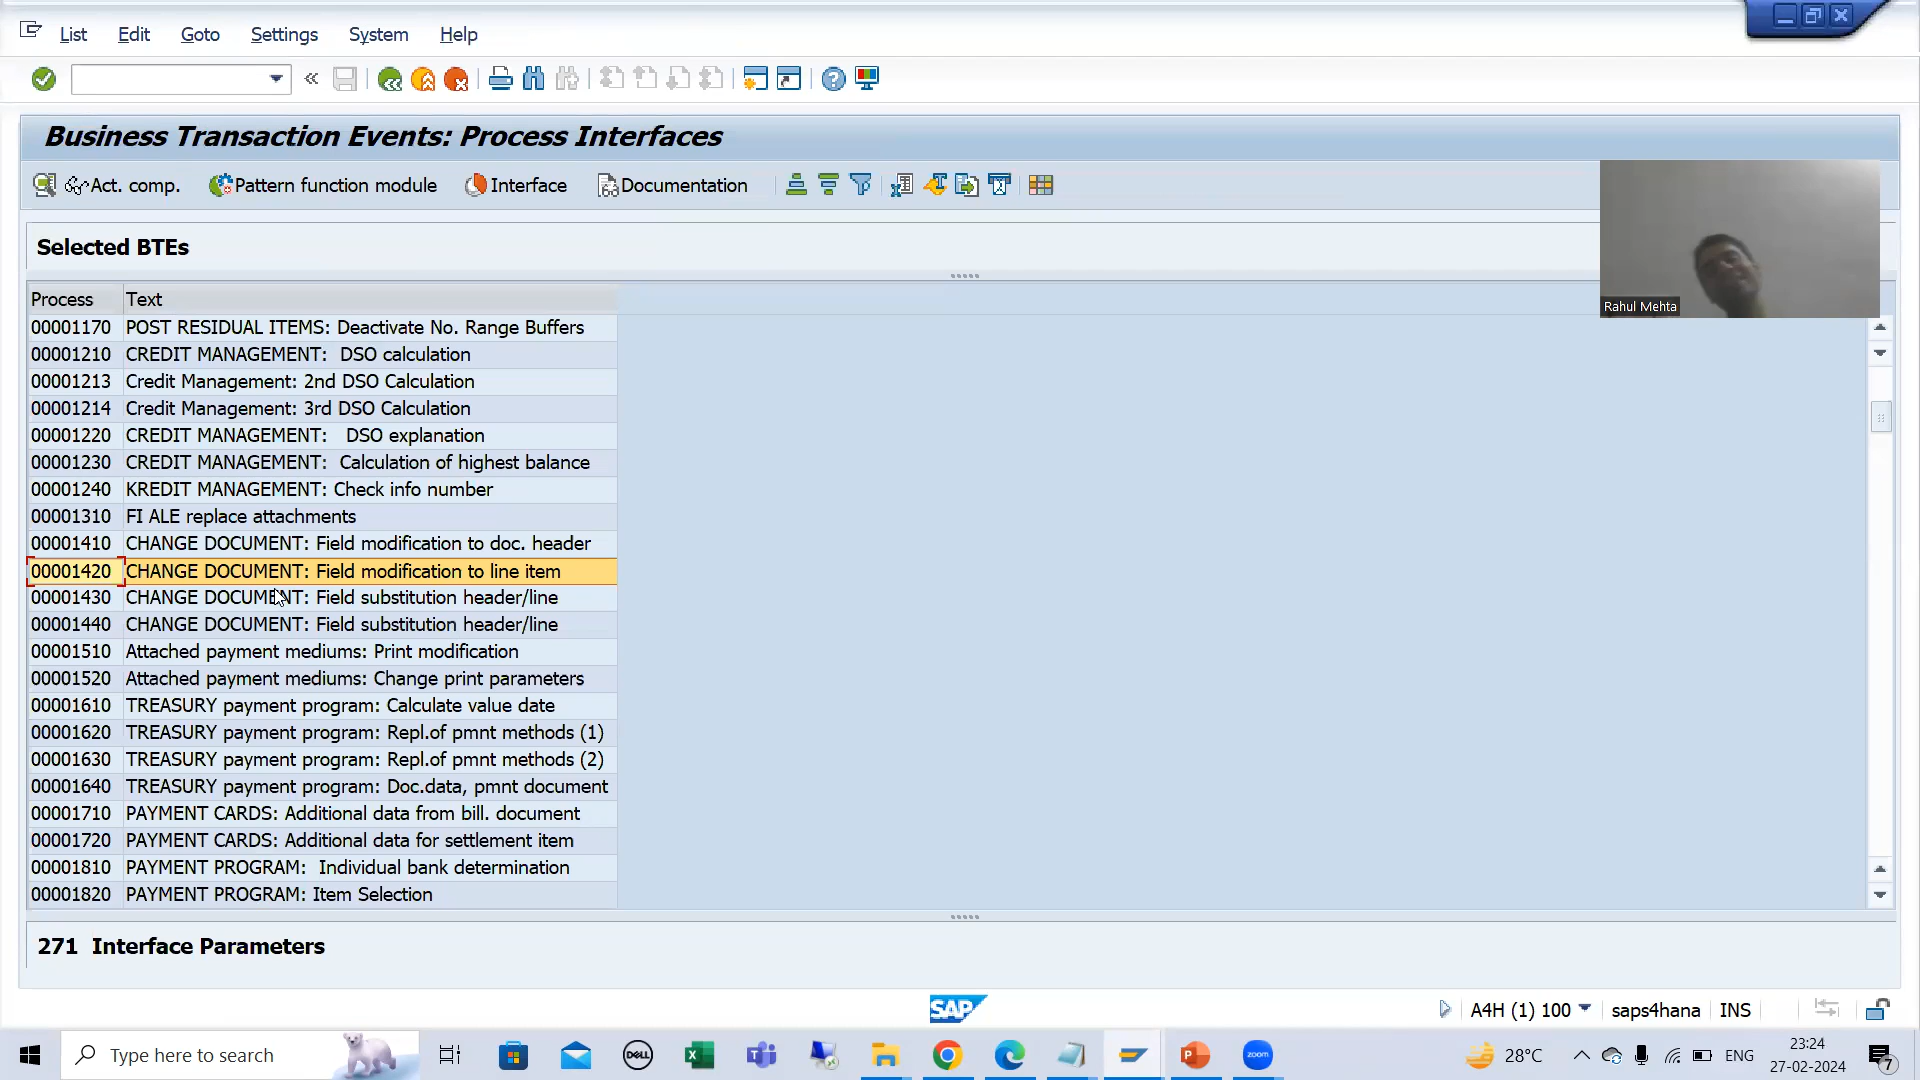 List Edit Goto Settings System Help
Business Transaction Events: Process Interfaces
Act. comp. Pattern function module Interface Documentation
Selected BTEs
Rahul Mehta
Process Text
00001170 POST RESIDUAL ITEMS: Deactivate No. Range Buffers
00001210 CREDIT MANAGEMENT: DSO calculation
00001213 Credit Management: 2nd DSO Calculation
00001214 Credit Management: 3rd DSO Calculation
00001220 CREDIT MANAGEMENT: DSO explanation
00001230 CREDIT MANAGEMENT: Calculation of highest balance
00001240 KREDIT MANAGEMENT: Check info number
00001310 FI ALE replace attachments
00001410 CHANGE DOCUMENT: Field modification to doc. header
00001420 CHANGE DOCUMENT: Field modification to line item
00001430 CHANGE DOCUMENT: Field substitution header/line
00001440 CHANGE DOCUMENT: Field substitution header/line
00001510 Attached payment mediums: Print modification
00001520 Attached payment mediums: Change print parameters
00001610 TREASURY payment program: Calculate value date
00001620 TREASURY payment program: Repl.of pmnt methods (1)
00001630 TREASURY payment program: Repl.of pmnt methods (2)
00001640 TREASURY payment program: Doc.data, pmnt document
00001710 PAYMENT CARDS: Additional data from bill. document
00001720 PAYMENT CARDS: Additional data for settlement item
00001810 PAYMENT PROGRAM: Individual bank determination
00001820 PAYMENT PROGRAM: Item Selection
271 Interface Parameters
SAP A4H (1) 100 saps4hana INS
Type here to search DELL zoom 28°C ENG 23:24
27-02-2024 7